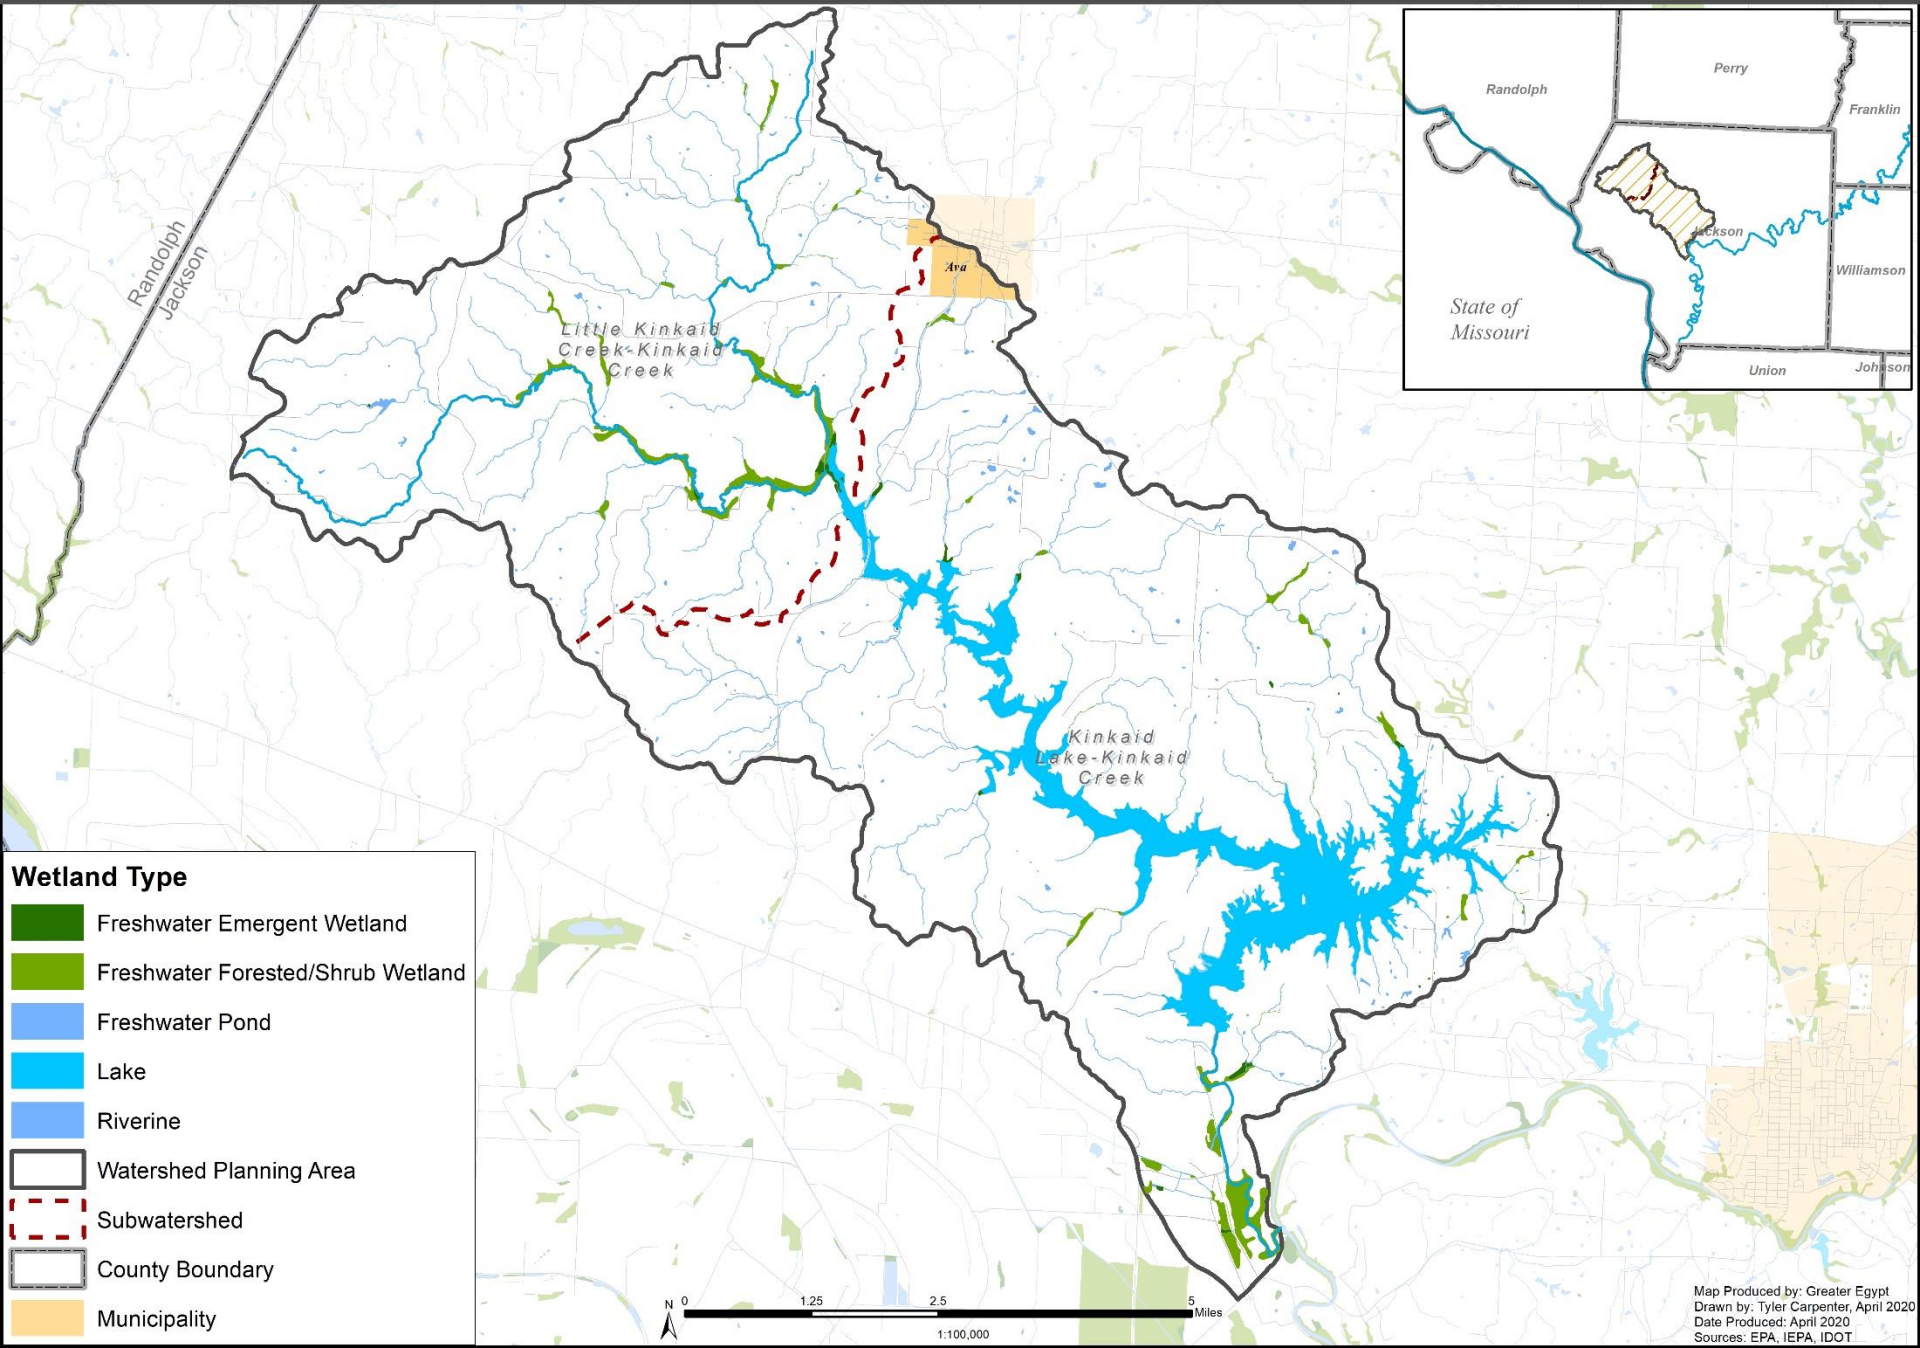 Randolph
Jackson
Ava
Little Kinkaid
Creek-Kinkaid
Creek
Kinkaid
Lake-Kinkaid
Creek
Perry
Randolph
Franklin
Jackson
Williamson
State of
Missouri
Union
Johnson
Wetland Type
Freshwater Emergent Wetland
Freshwater Forested/Shrub Wetland
Freshwater Pond
Lake
Riverine
Watershed Planning Area
Subwatershed
County Boundary
Municipality
N
0 1.25 2.5 5
Miles
1:100,000
Map Produced by: Greater Egypt
Drawn by: Tyler Carpenter, April 2020
Date Produced: April 2020
Sources: EPA, IEPA, IDOT